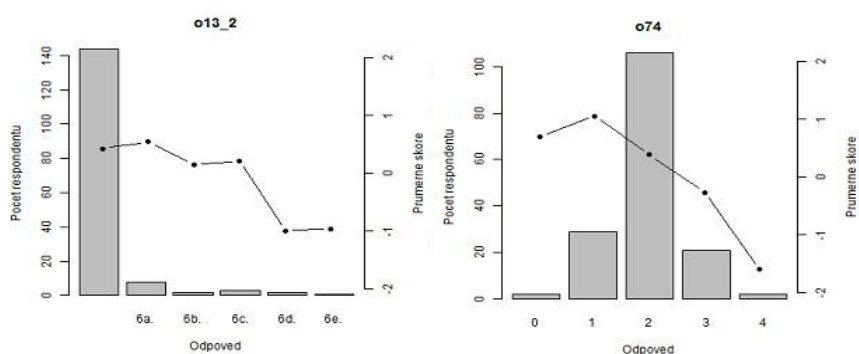 o13_2
140
120
100
80
60
40
20
0
Pocet respondentu
2
1
0
-1
-2
Prumerne skore
6a.
6b.
6c.
6d.
6e.
Odpoved
o74
100
80
60
40
20
0
Pocet respondentu
2
1
0
-1
-2
Prumerne skore
0
1
2
3
4
Odpoved